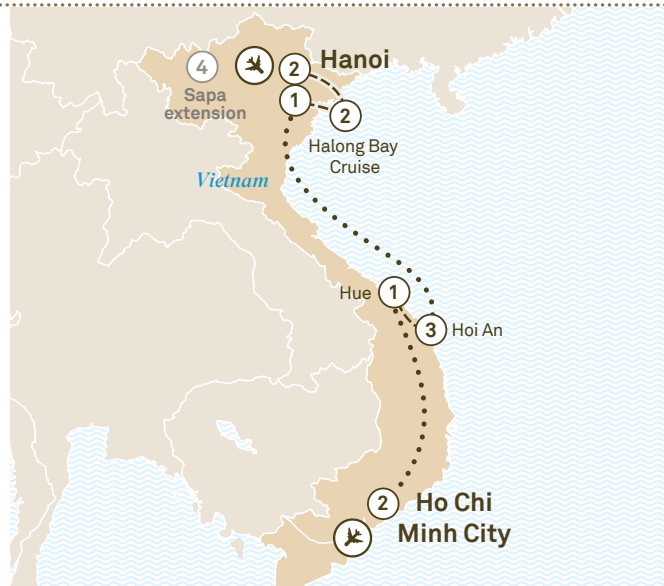 4
2
Hanoi
Sapa
extension
1
2
Halong Bay
Cruise
Vietnam
Hue
1
3
Hoi An
2
Ho Chi
Minh City